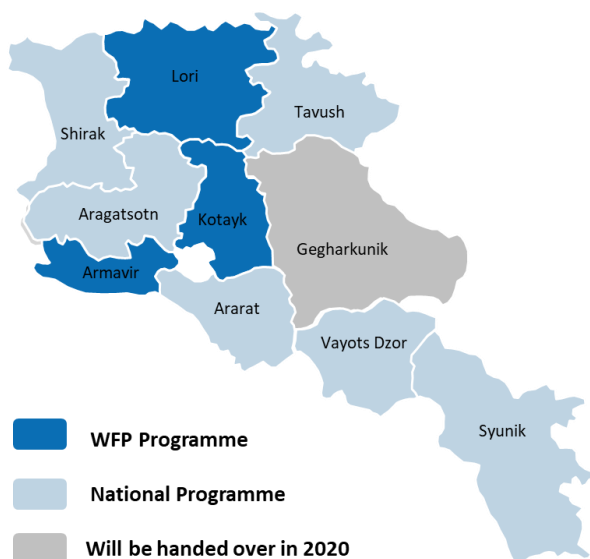 Lori
Tavush
Shirak
Aragatsotn
Kotayk
Gegharkunik
Armavir
Ararat
Vayots Dzor
Syunik
WFP Programme
National Programme
Will be handed over in 2020